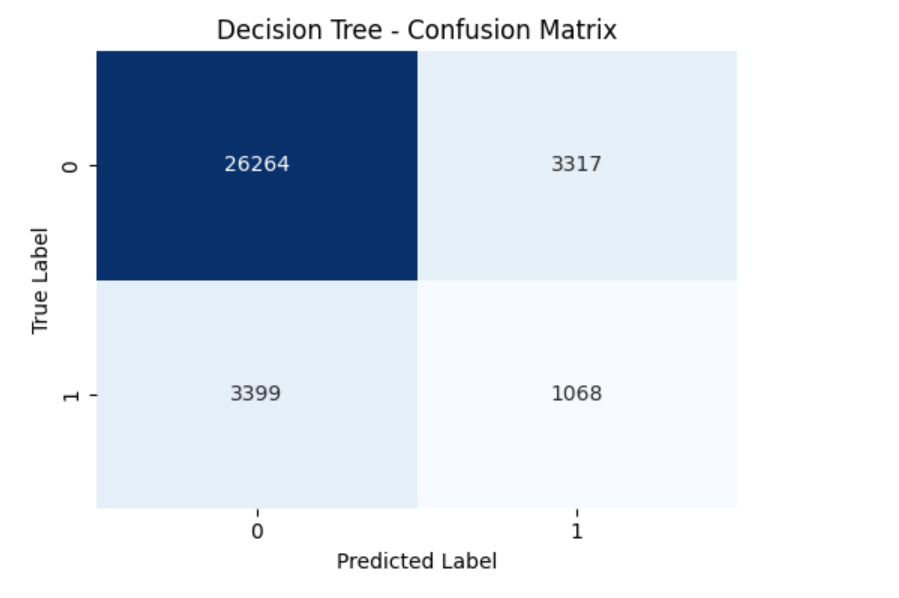 Decision Tree - Confusion Matrix
True Label
0
26264
3317
1
3399
1068
0
1
Predicted Label